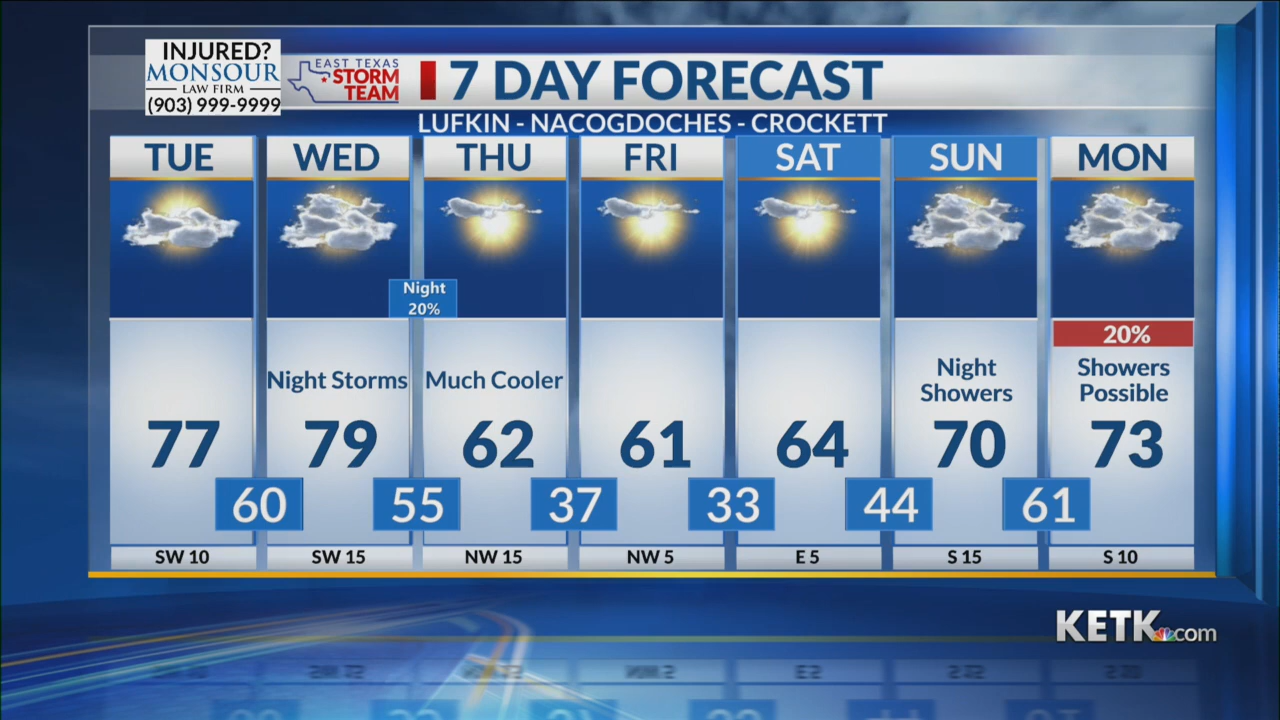 INJURED?
MONSOUR
LAW FIRM
(903) 999-9999
EAST TEXAS
STORM
TEAM
7 DAY FORECAST
LUFKIN - NACOGDOCHES - CROCKETT
TUE WED THU FRI SAT SUN MON
Night
20%
20%
Night Storms Much Cooler Night
Showers Showers
Possible
77 79 62 61 64 70 73
60 55 37 33 44 61
SW 10 SW 15 NW 15 NW 5 E 5 S 15 S 10
KETK.com